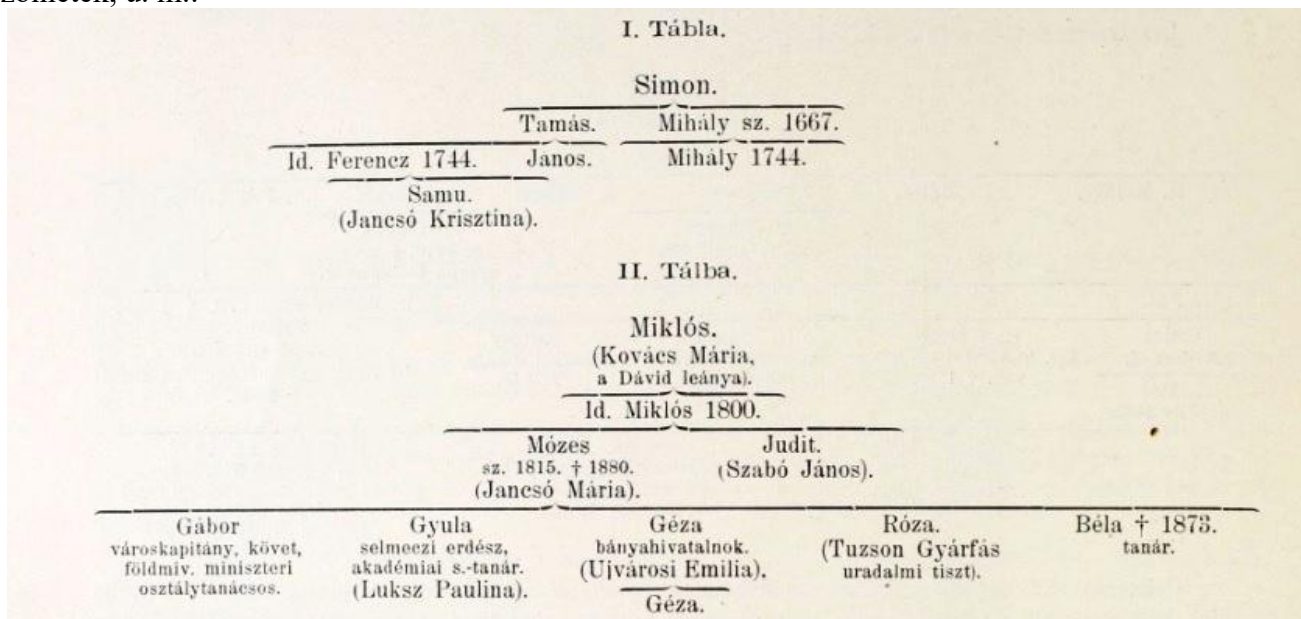 I. Tábla.
Simon.
Tamás. Mihály sz. 1667.
Id. Ferencz 1744. János. Mihály 1744.
Samu.
(Jancsó Krisztina).
II. Tálba.
Miklós.
(Kovács Mária,
a Dávid leánya).
Id. Miklós 1800.
Mózes Judit.
sz. 1815. † 1880. (Szabó János).
(Jancsó Mária).
Gábor Gyula Géza Róza. Béla † 1873.
városkapitány, követ, selmeczi erdész, bányahivatalnok. (Tuzson Gyárfás tanár.
földmiv. miniszteri akadémiai s.-tanár. (Ujvárosi Emilia). uradalmi tiszt).
osztálytanácsos. (Luksz Paulina).
Géza.